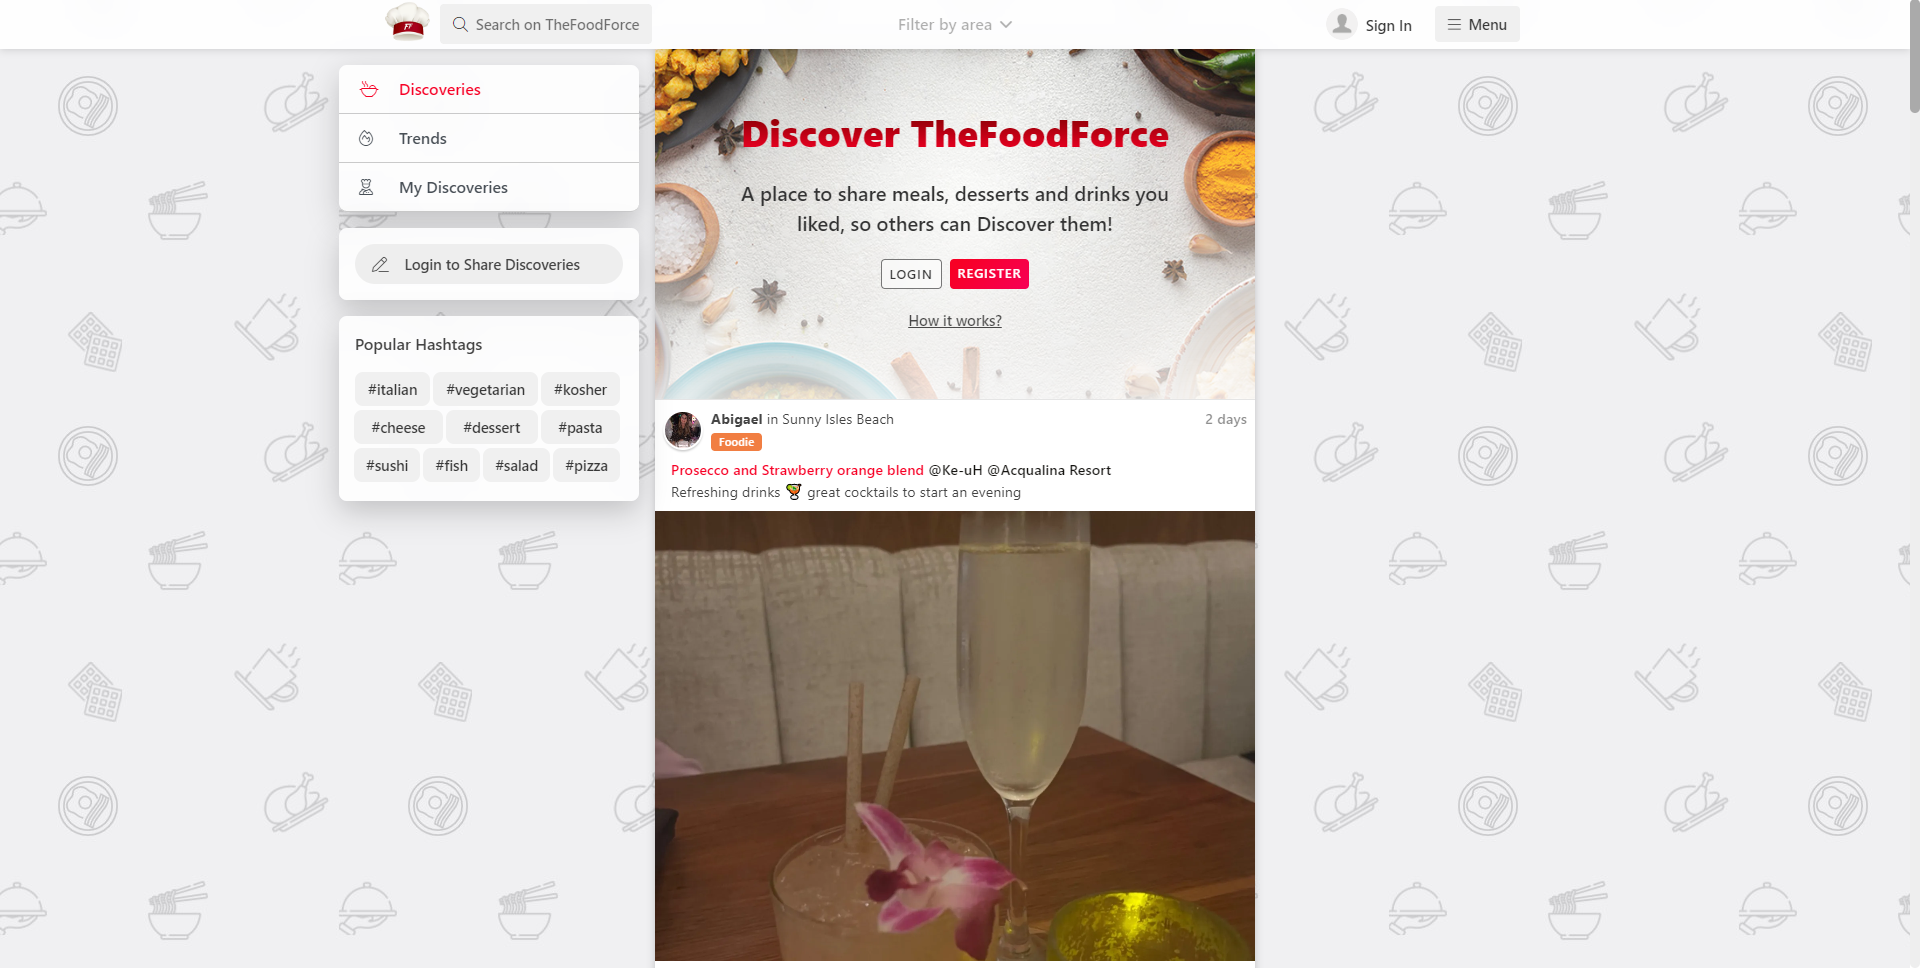 FF
Search on TheFoodForce
Filter by area
Sign In
Menu
Discoveries
Trends
My Discoveries
Login to Share Discoveries
Popular Hashtags
#italian #vegetarian #kosher
#cheese #dessert #pasta
#sushi #fish #salad #pizza
Discover TheFoodForce
A place to share meals, desserts and drinks you
liked, so others can Discover them!
LOGIN REGISTER
How it works?
Abigael in Sunny Isles Beach
2 days
Foodie
Prosecco and Strawberry orange blend @Ke-uH @Acqualina Resort
Refreshing drinks 🍹 great cocktails to start an evening